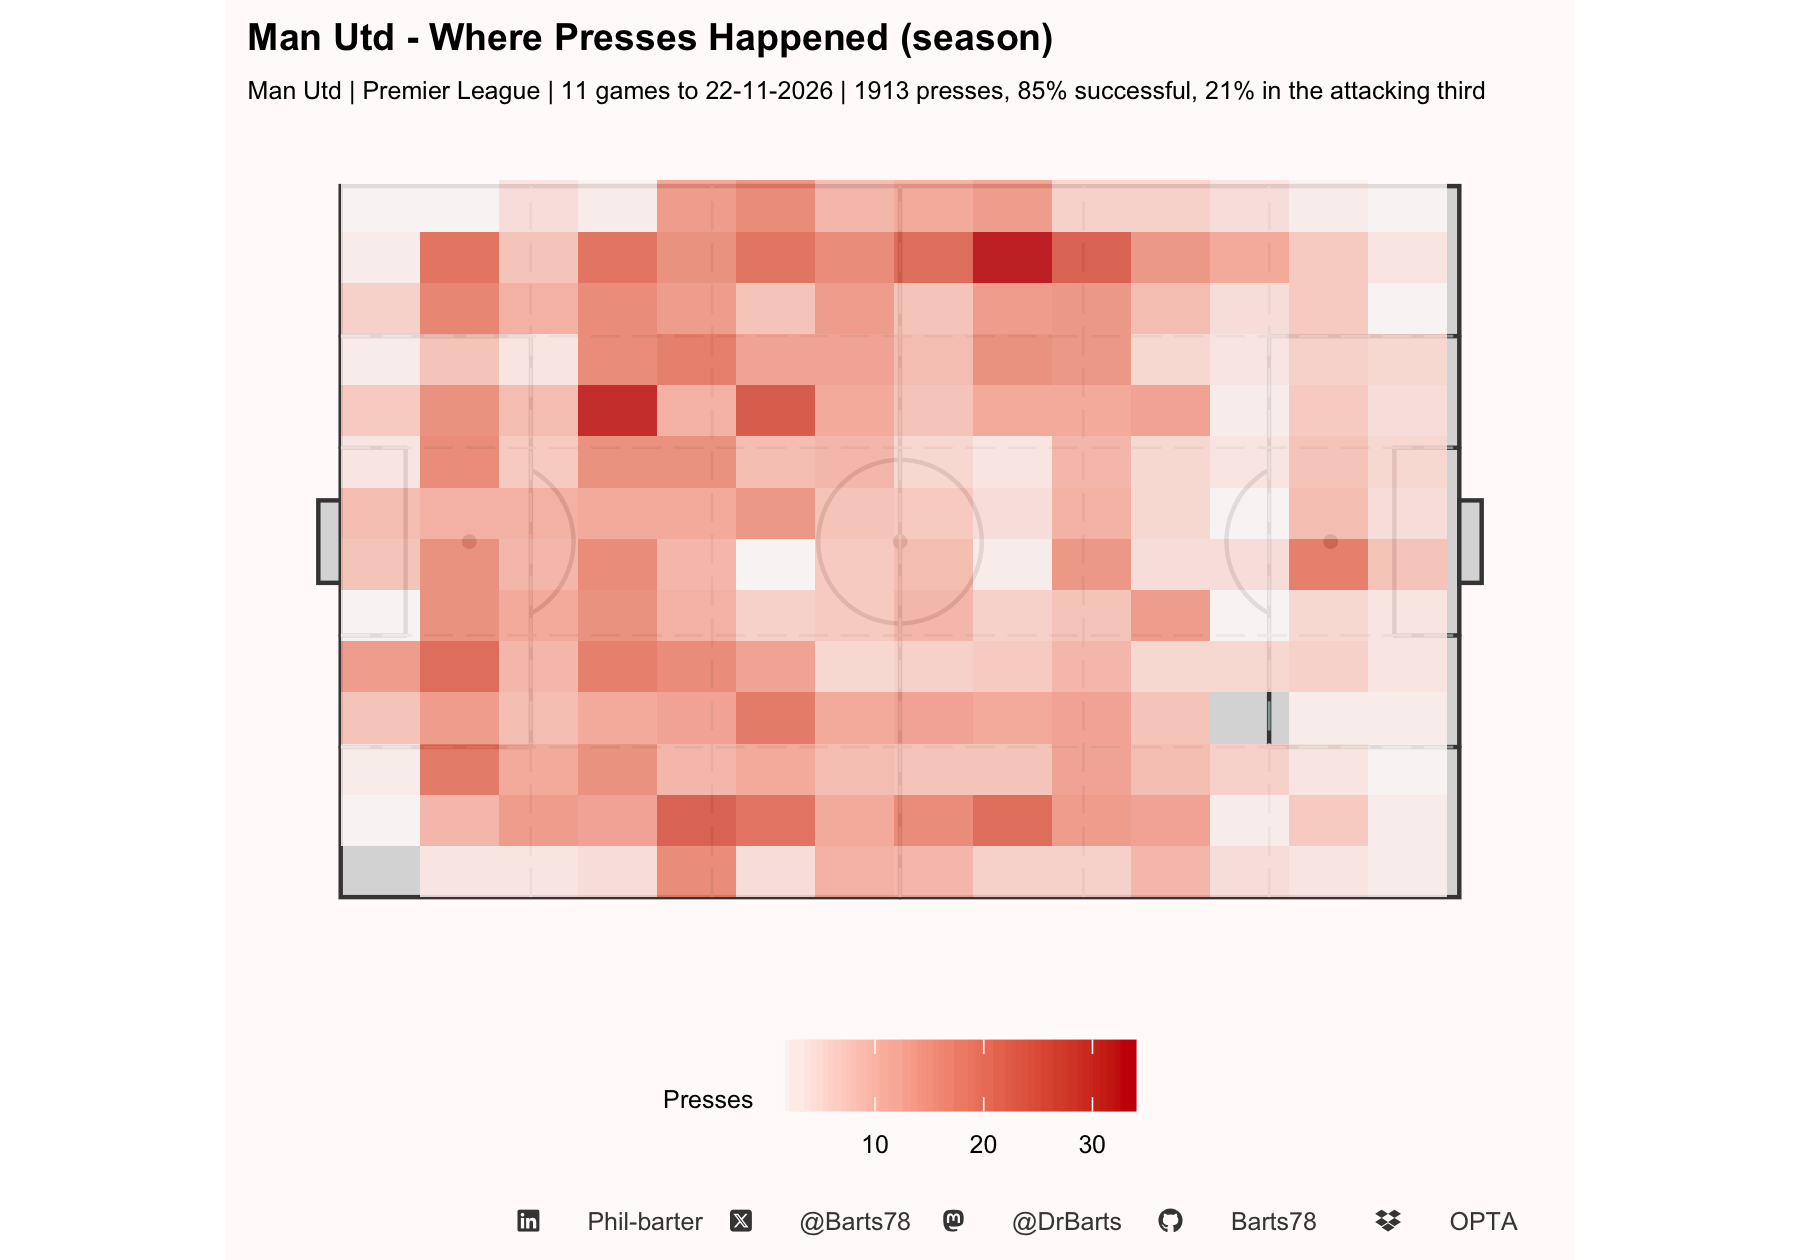 Man Utd - Where Presses Happened (season)
Man Utd | Premier League | 11 games to 22-11-2026 | 1913 presses, 85% successful, 21% in the attacking third
Presses
10 20 30
Phil-barter @Barts78 @DrBarts Barts78 OPTA